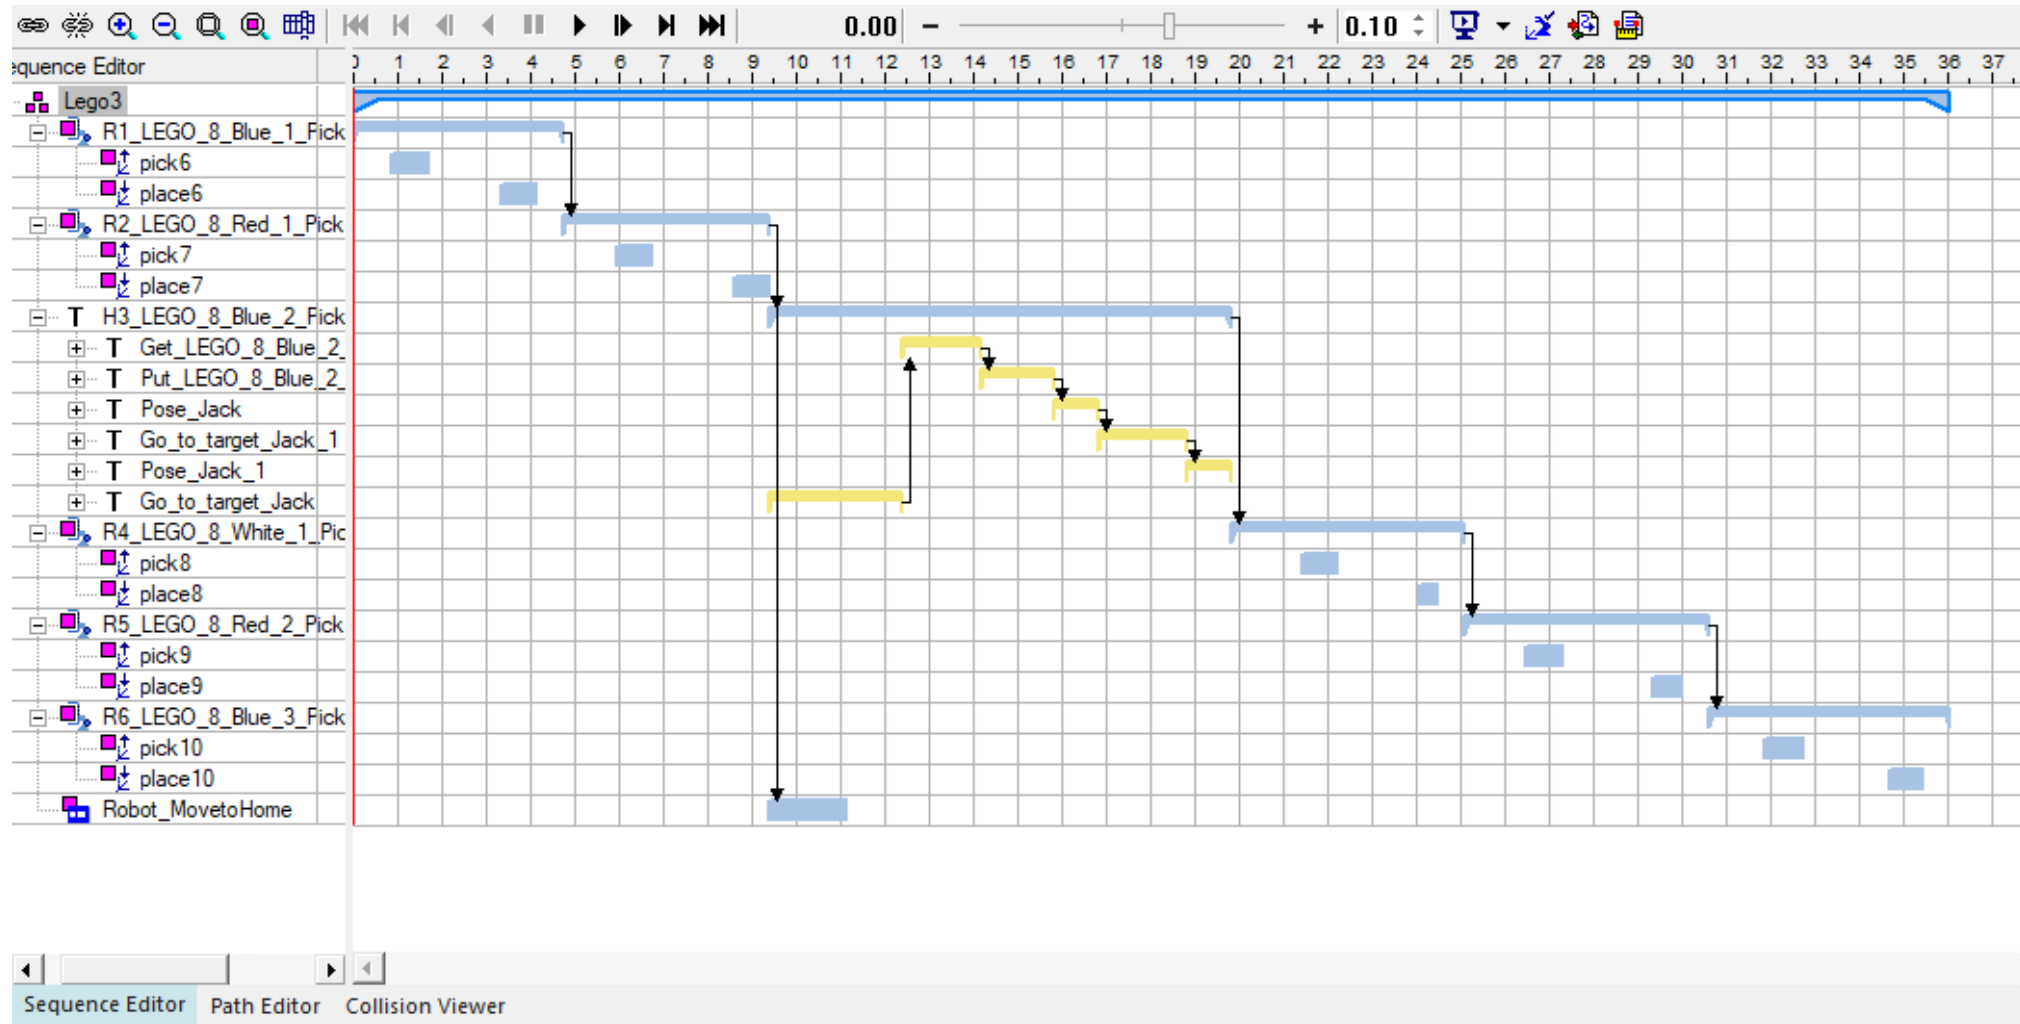 0.00 − + 0.10
equence Editor 0 1 2 3 4 5 6 7 8 9 10 11 12 13 14 15 16 17 18 19 20 21 22 23 24 25 26 27 28 29 30 31 32 33 34 35 36 37
Lego3
R1_LEGO_8_Blue_1_Pick
pick6
place6
R2_LEGO_8_Red_1_Pick
pick7
place7
T H3_LEGO_8_Blue_2_Pick
T Get_LEGO_8_Blue_2_
T Put_LEGO_8_Blue_2_
T Pose_Jack
T Go_to_target_Jack_1
T Pose_Jack_1
T Go_to_target_Jack
R4_LEGO_8_White_1_Pic
pick8
place8
R5_LEGO_8_Red_2_Pick
pick9
place9
R6_LEGO_8_Blue_3_Pick
pick10
place10
Robot_MovetoHome
Sequence Editor Path Editor Collision Viewer